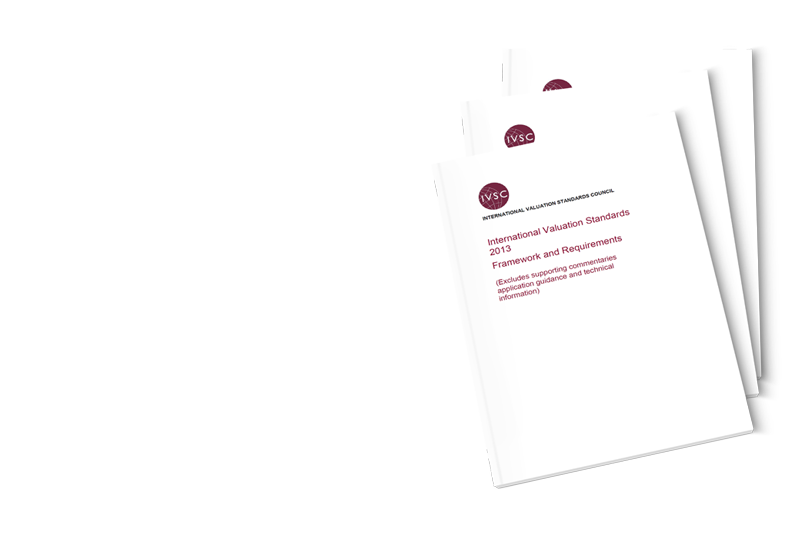 IVSC
IVSC
INTERNATIONAL VALUATION STANDARDS COUNCIL
International Valuation Standards
2013
Framework and Requirements
(Excludes supporting commentaries
application guidance and technical
information)